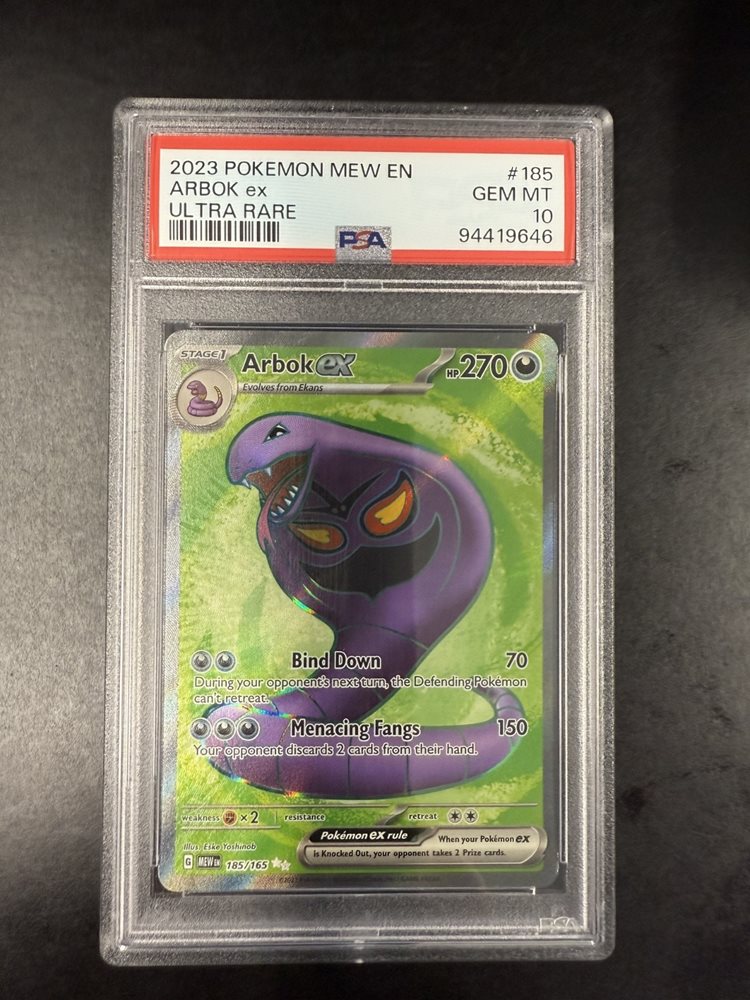 2023 POKEMON MEW EN #185
ARBOK ex GEM MT
ULTRA RARE 10
PSA 94419646
STAGE1 Arbok ex HP 270
Evolves from Ekans
Bind Down 70
During your opponent's next turn, the Defending Pokémon
can't retreat.
Menacing Fangs 150
Your opponent discards 2 cards from their hand.
weakness ×2 resistance retreat
Pokémon ex rule When your Pokémon ex
is Knocked Out, your opponent takes 2 Prize cards.
Illus. Eske Yoshinob
G MEW EN 185/165
PSA